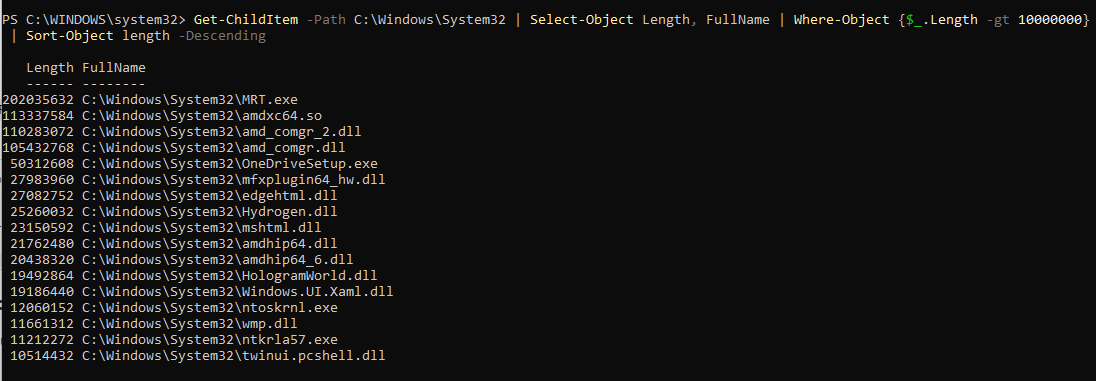 PS C:\WINDOWS\system32> Get-ChildItem -Path C:\Windows\System32 | Select-Object Length, FullName | Where-Object {$_.Length -gt 10000000}
| Sort-Object length -Descending
Length FullName
------ --------
202035632 C:\Windows\System32\MRT.exe
113337584 C:\Windows\System32\amdxc64.so
110283072 C:\Windows\System32\amd_comgr_2.dll
105432768 C:\Windows\System32\amd_comgr.dll
50312608 C:\Windows\System32\OneDriveSetup.exe
27983960 C:\Windows\System32\mfxplugin64_hw.dll
27082752 C:\Windows\System32\edgehtml.dll
25260032 C:\Windows\System32\Hydrogen.dll
23150592 C:\Windows\System32\mshtml.dll
21762480 C:\Windows\System32\amdhip64.dll
20438320 C:\Windows\System32\amdhip64_6.dll
19492864 C:\Windows\System32\HologramWorld.dll
19186440 C:\Windows\System32\Windows.UI.Xaml.dll
12060152 C:\Windows\System32\ntoskrnl.exe
11661312 C:\Windows\System32\wmp.dll
11212272 C:\Windows\System32\ntkrla57.exe
10514432 C:\Windows\System32\twinui.pcshell.dll